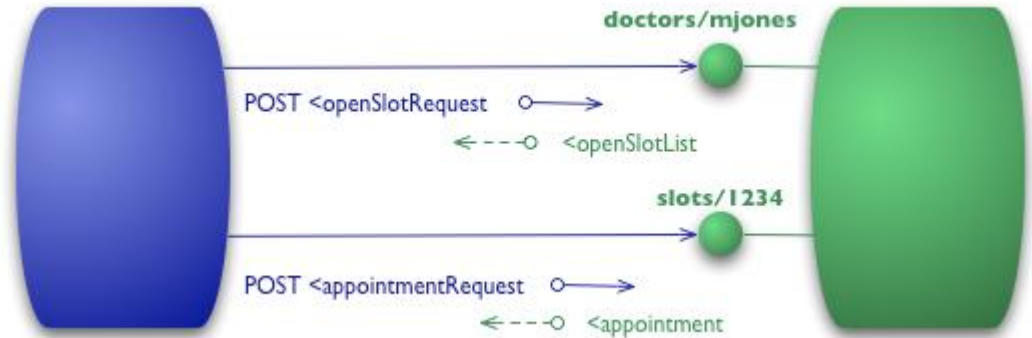 doctors/mjones
POST <openSlotRequest
<openSlotList
slots/1234
POST <appointmentRequest
<appointment